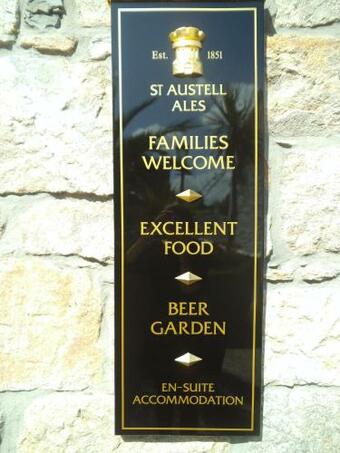 Est. 1851
ST AUSTELL
ALES
FAMILIES
WELCOME
EXCELLENT
FOOD
BEER
GARDEN
EN-SUITE
ACCOMMODATION